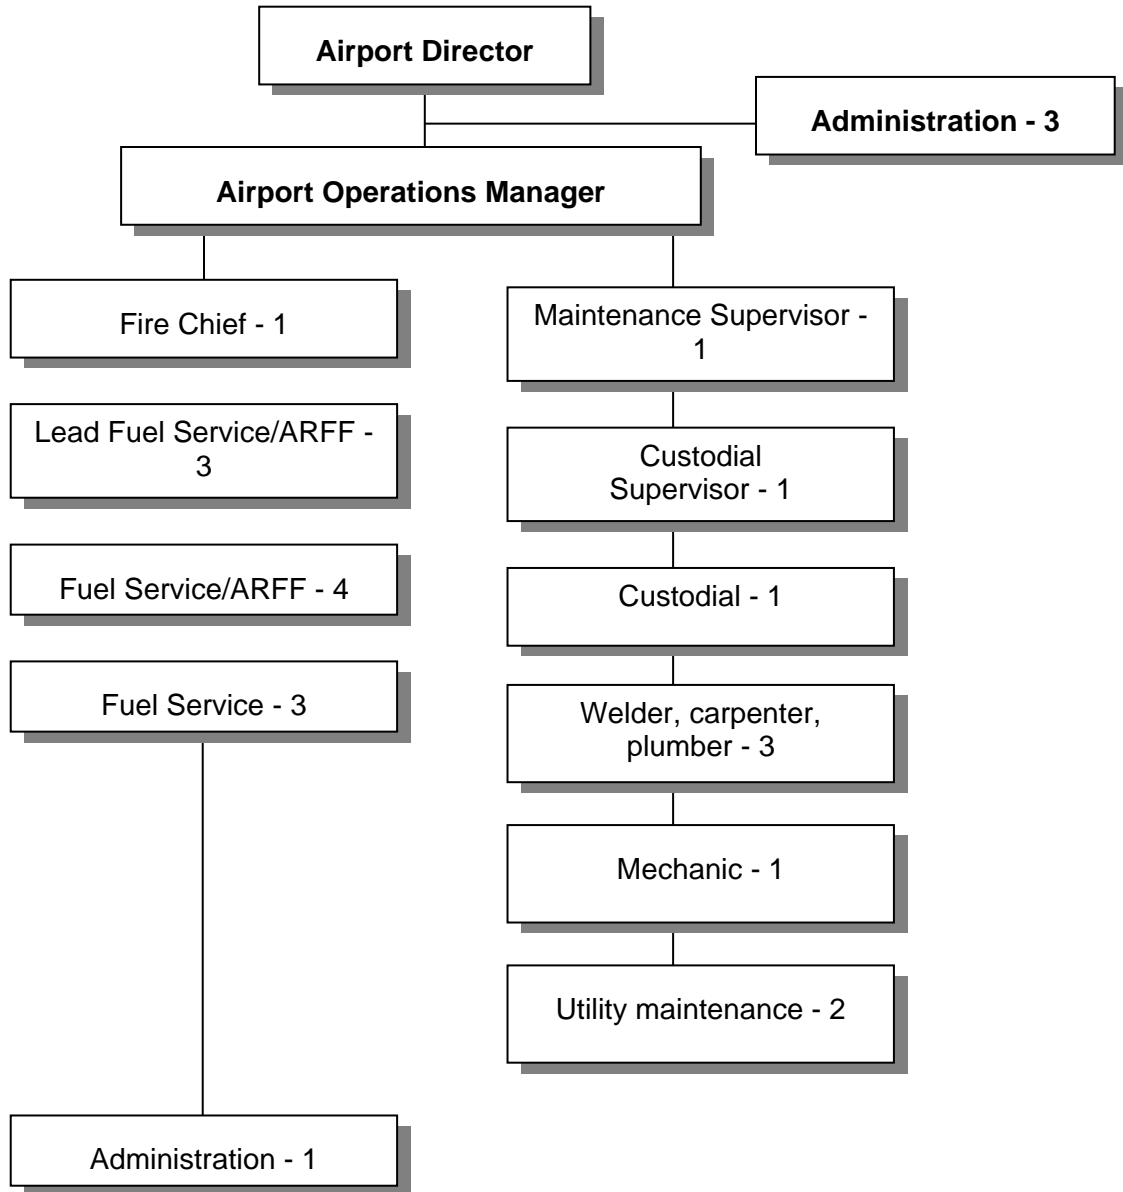 Airport Director
Administration - 3
Airport Operations Manager
Fire Chief - 1
Lead Fuel Service/ARFF -
3
Fuel Service/ARFF - 4
Fuel Service - 3
Administration - 1
Maintenance Supervisor -
1
Custodial
Supervisor - 1
Custodial - 1
Welder, carpenter,
plumber - 3
Mechanic - 1
Utility maintenance - 2